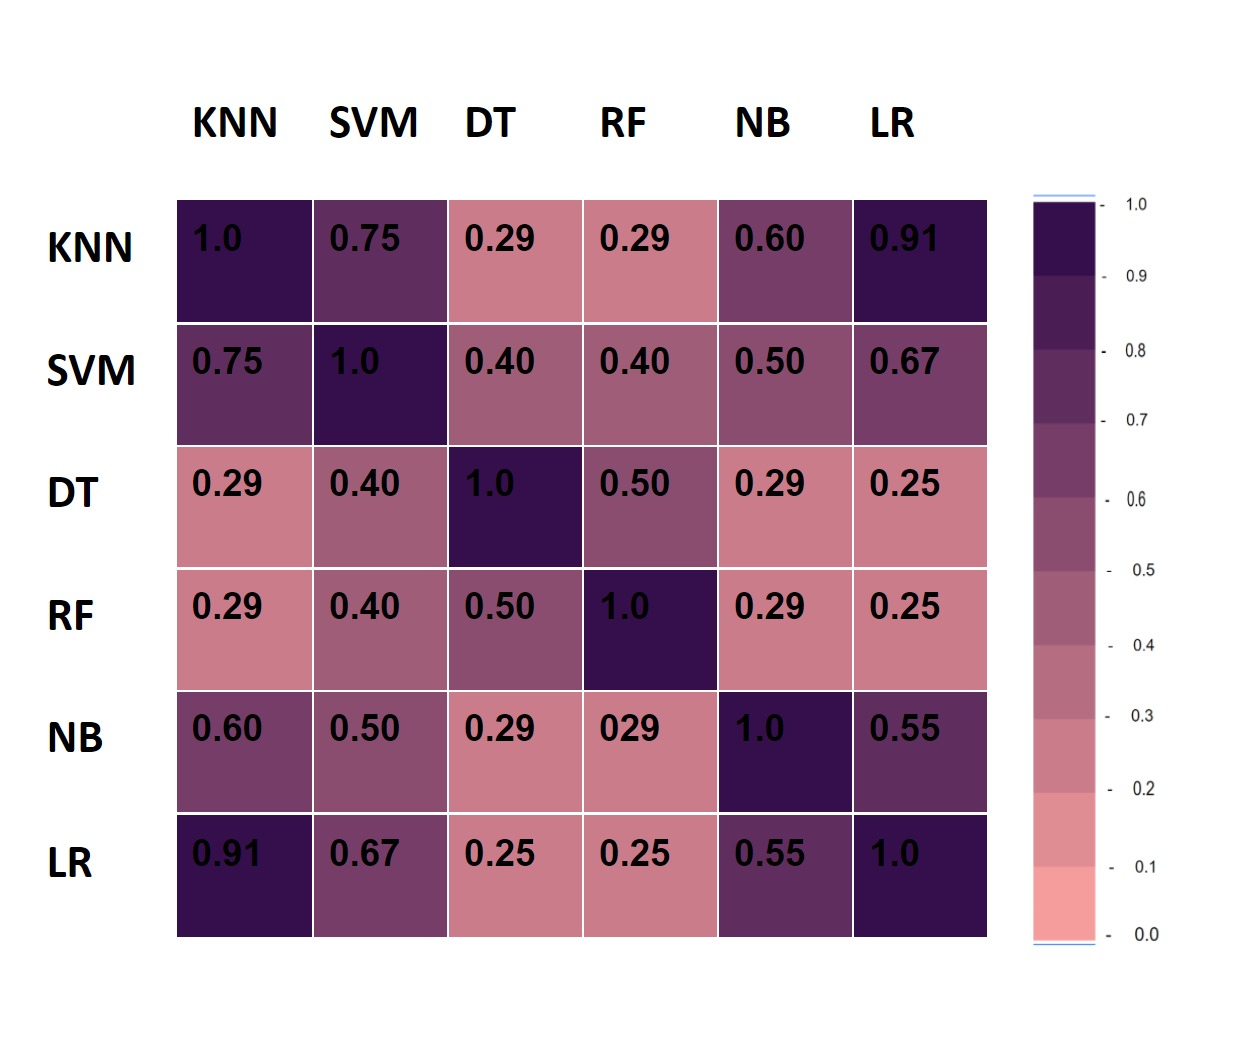 KNN SVM DT RF NB LR
KNN 1.0 0.75 0.29 0.29 0.60 0.91
SVM 0.75 1.0 0.40 0.40 0.50 0.67
DT 0.29 0.40 1.0 0.50 0.29 0.25
RF 0.29 0.40 0.50 1.0 0.29 0.25
NB 0.60 0.50 0.29 029 1.0 0.55
LR 0.91 0.67 0.25 0.25 0.55 1.0
- 1.0
- 0.9
- 0.8
- 0.7
- 0.6
- 0.5
- 0.4
- 0.3
- 0.2
- 0.1
- 0.0